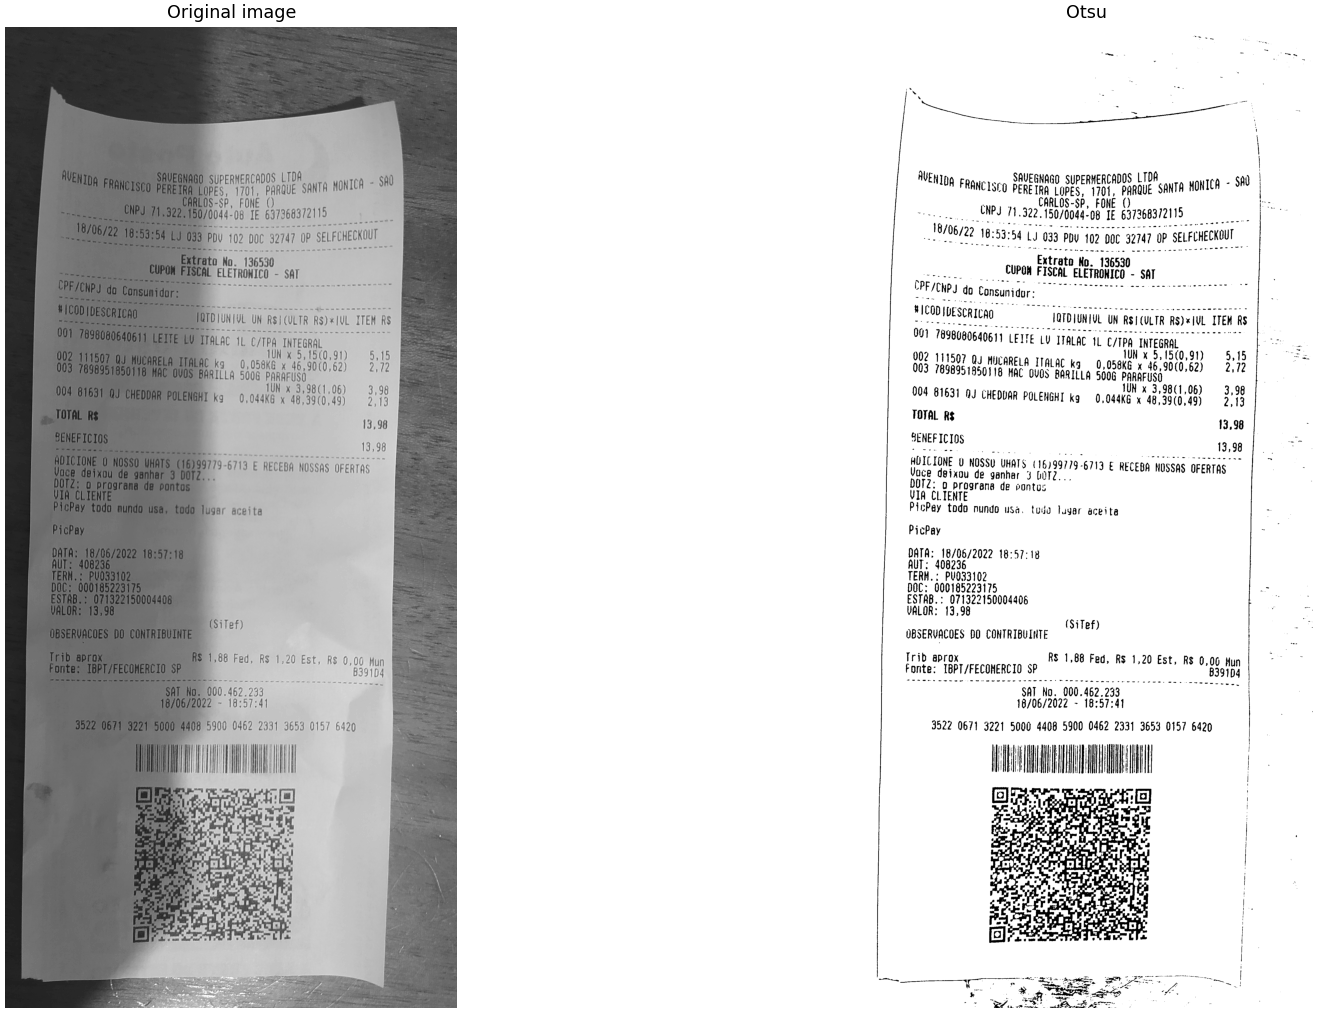 Original image
SAVEGNAGO SUPERMERCADOS LTDA
AVENIDA FRANCISCO PEREIRA LOPES, 1701, PARQUE SANTA MONICA - SAO
CARLOS-SP, FONE ()
CNPJ 71.322.150/0044-08 IE 637368372115
18/06/22 18:53:54 LJ 033 PDV 102 DOC 32747 OP SELFCHECKOUT
Extrato No. 136530
CUPOM FISCAL ELETRONICO - SAT
CPF/CNPJ do Consumidor:
#|COD|DESCRICAO |QTD|UN|VL UN R$|(VLTR R$)*|VL ITEM R$
001 7898080640611 LEITE LV ITALAC 1L C/TPA INTEGRAL
1UN x 5,15(0,91) 5,15
002 111507 QJ MUCARELA ITALAC kg 0,058KG x 46,90(0,62) 2,72
003 7898951850118 MAC OVOS BARILLA 500G PARAFUSO
1UN x 3,98(1,06) 3,98
004 81631 QJ CHEDDAR POLENGHI kg 0.044KG x 48,39(0,49) 2,13
TOTAL R$ 13,98
BENEFICIOS 13,98
ADICIONE O NOSSO WHATS (16)99779-6713 E RECEBA NOSSAS OFERTAS
Voce deixou de ganhar 3 DOTZ...
DOTZ: o programa de pontos
VIA CLIENTE
PicPay todo mundo usa, todo lugar aceita
PicPay
DATA: 18/06/2022 18:57:18
AUT: 408236
TERM.: PV033102
DOC: 000185223175
ESTAB.: 071322150004406
VALOR: 13,98
(SiTef)
OBSERVACOES DO CONTRIBUINTE
Trib aprox R$ 1,88 Fed, R$ 1,20 Est, R$ 0,00 Mun
Fonte: IBPT/FECOMERCIO SP B391D4
SAT No. 000.462.233
18/06/2022 - 18:57:41
3522 0671 3221 5000 4408 5900 0462 2331 3653 0157 6420
Otsu
SAVEGNAGO SUPERMERCADOS LTDA
AVENIDA FRANCISCO PEREIRA LOPES, 1701, PARQUE SANTA MONICA - SAO
CARLOS-SP, FONE ()
CNPJ 71.322.150/0044-08 IE 637368372115
18/06/22 18:53:54 LJ 033 PDV 102 DOC 32747 OP SELFCHECKOUT
Extrato No. 136530
CUPOM FISCAL ELETRONICO - SAT
CPF/CNPJ do Consumidor:
#|COD|DESCRICAO |QTD|UN|VL UN R$|(VLTR R$)*|VL ITEM R$
001 7898080640611 LEITE LV ITALAC 1L C/TPA INTEGRAL
1UN x 5,15(0,91) 5,15
002 111507 QJ MUCARELA ITALAC kg 0,058KG x 46,90(0,62) 2,72
003 7898951850118 MAC OVOS BARILLA 500G PARAFUSO
1UN x 3,98(1,06) 3,98
004 81631 QJ CHEDDAR POLENGHI kg 0.044KG x 48,39(0,49) 2,13
TOTAL R$ 13,98
BENEFICIOS 13,98
ADICIONE O NOSSO WHATS (16)99779-6713 E RECEBA NOSSAS OFERTAS
Voce deixou de ganhar 3 DOTZ...
DOTZ: o programa de pontos
VIA CLIENTE
PicPay todo mundo usa, todo lugar aceita
PicPay
DATA: 18/06/2022 18:57:18
AUT: 408236
TERM.: PV033102
DOC: 000185223175
ESTAB.: 071322150004406
VALOR: 13,98
(SiTef)
OBSERVACOES DO CONTRIBUINTE
Trib aprox R$ 1,88 Fed, R$ 1,20 Est, R$ 0,00 Mun
Fonte: IBPT/FECOMERCIO SP B391D4
SAT No. 000.462.233
18/06/2022 - 18:57:41
3522 0671 3221 5000 4408 5900 0462 2331 3653 0157 6420